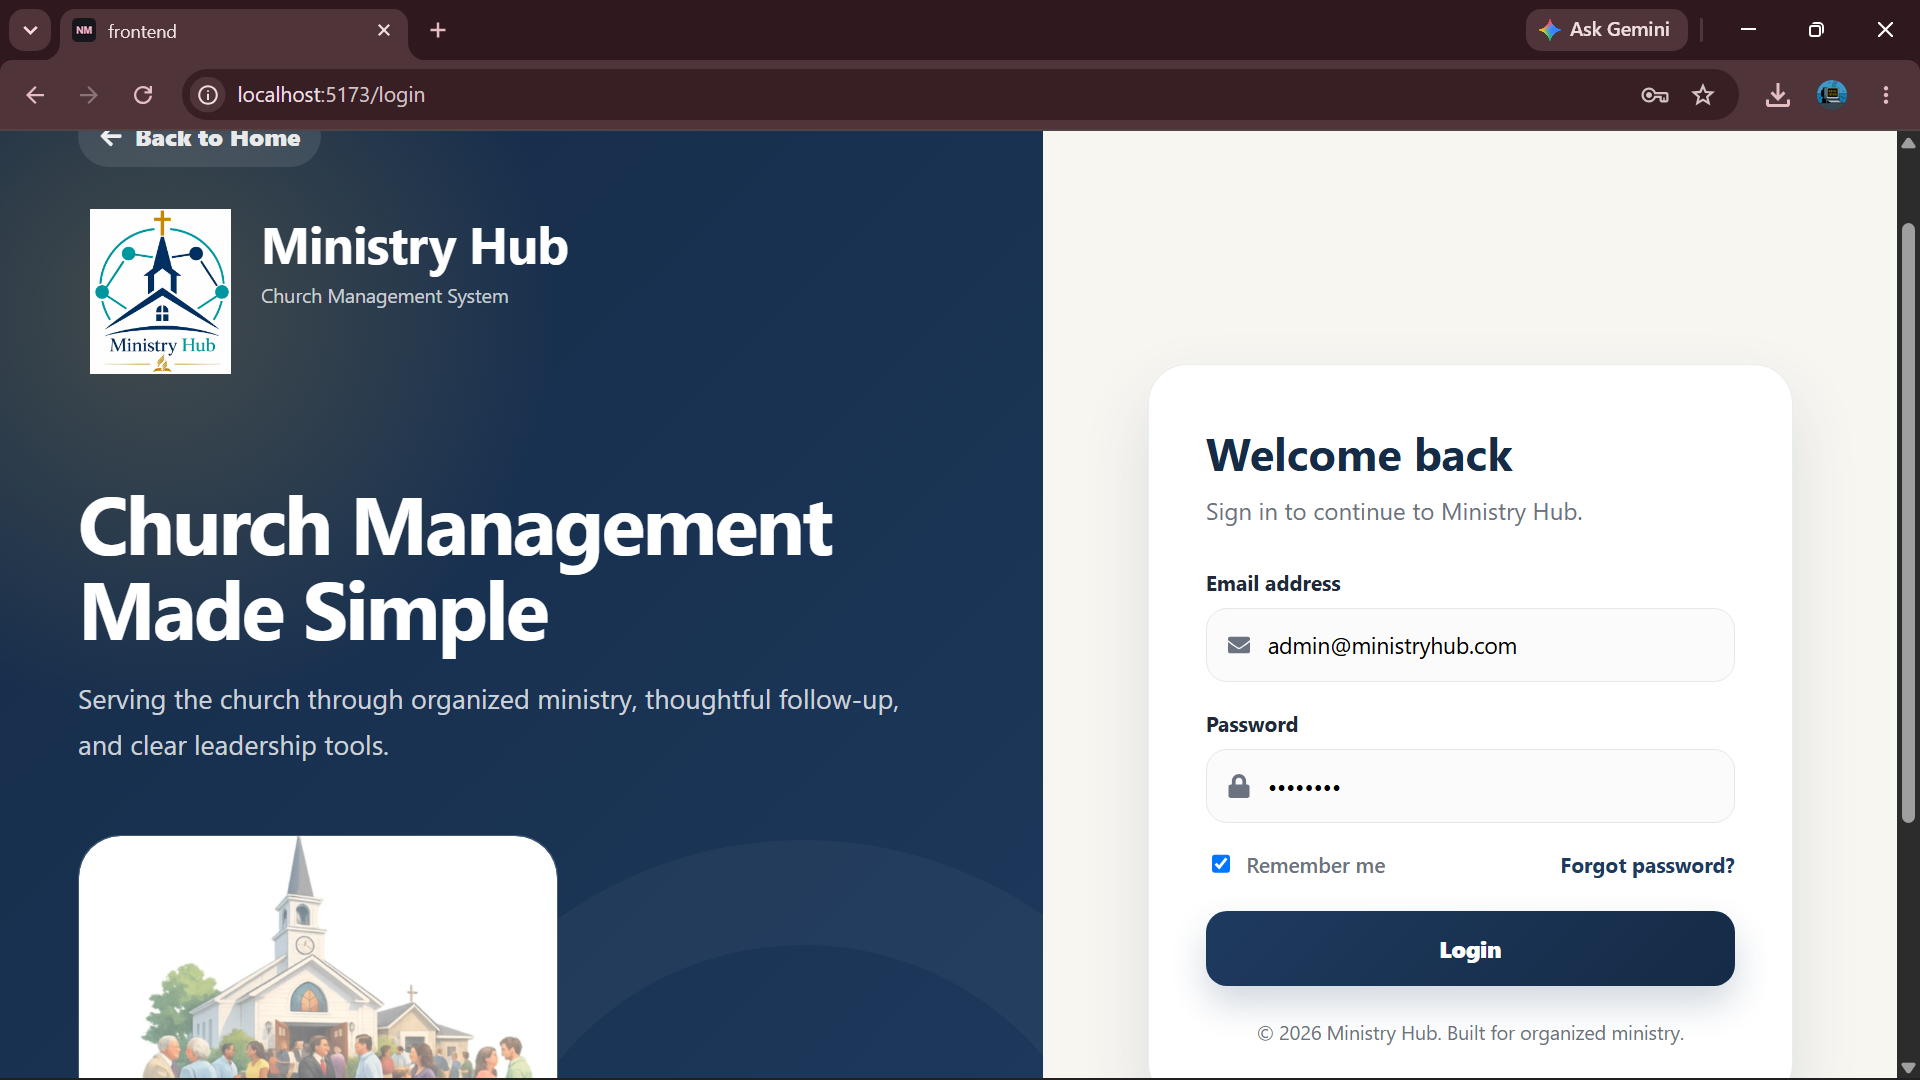 NM frontend
Ask Gemini
localhost:5173/login
Back to Home
Ministry Hub
Church Management System
Ministry Hub
Church Management
Made Simple
Serving the church through organized ministry, thoughtful follow-up,
and clear leadership tools.
Welcome back
Sign in to continue to Ministry Hub.
Email address
admin@ministryhub.com
Password
••••••••
Remember me
Forgot password?
Login
© 2026 Ministry Hub. Built for organized ministry.